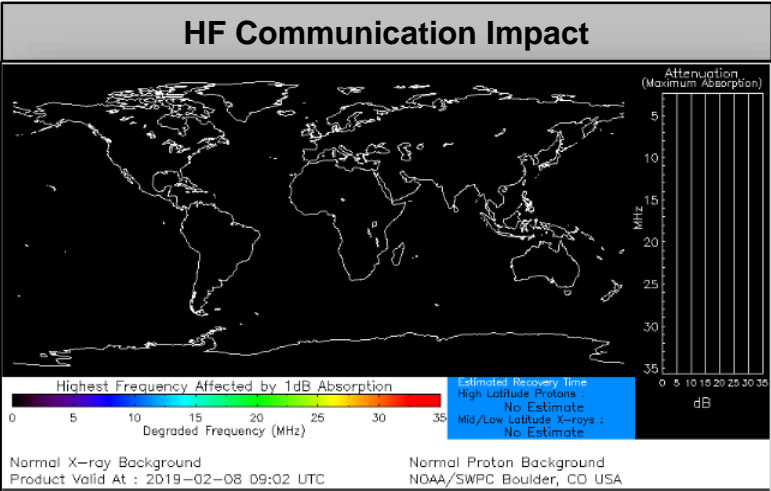 HF Communication Impact
Attenuation
(Maximum Absorption)
5
10
15
MHz
20
25
30
35
0 5 10 15 20 25 30 35
dB
Highest Frequency Affected by 1dB Absorption
0 5 10 15 20 25 30 35
Degraded Frequency (MHz)
Estimated Recovery Time
High Latitude Protons :
No Estimate
Mid/Low Latitude X-rays :
No Estimate
Normal X-ray Background
Product Valid At : 2019-02-08 09:02 UTC
Normal Proton Background
NOAA/SWPC Boulder, CO USA